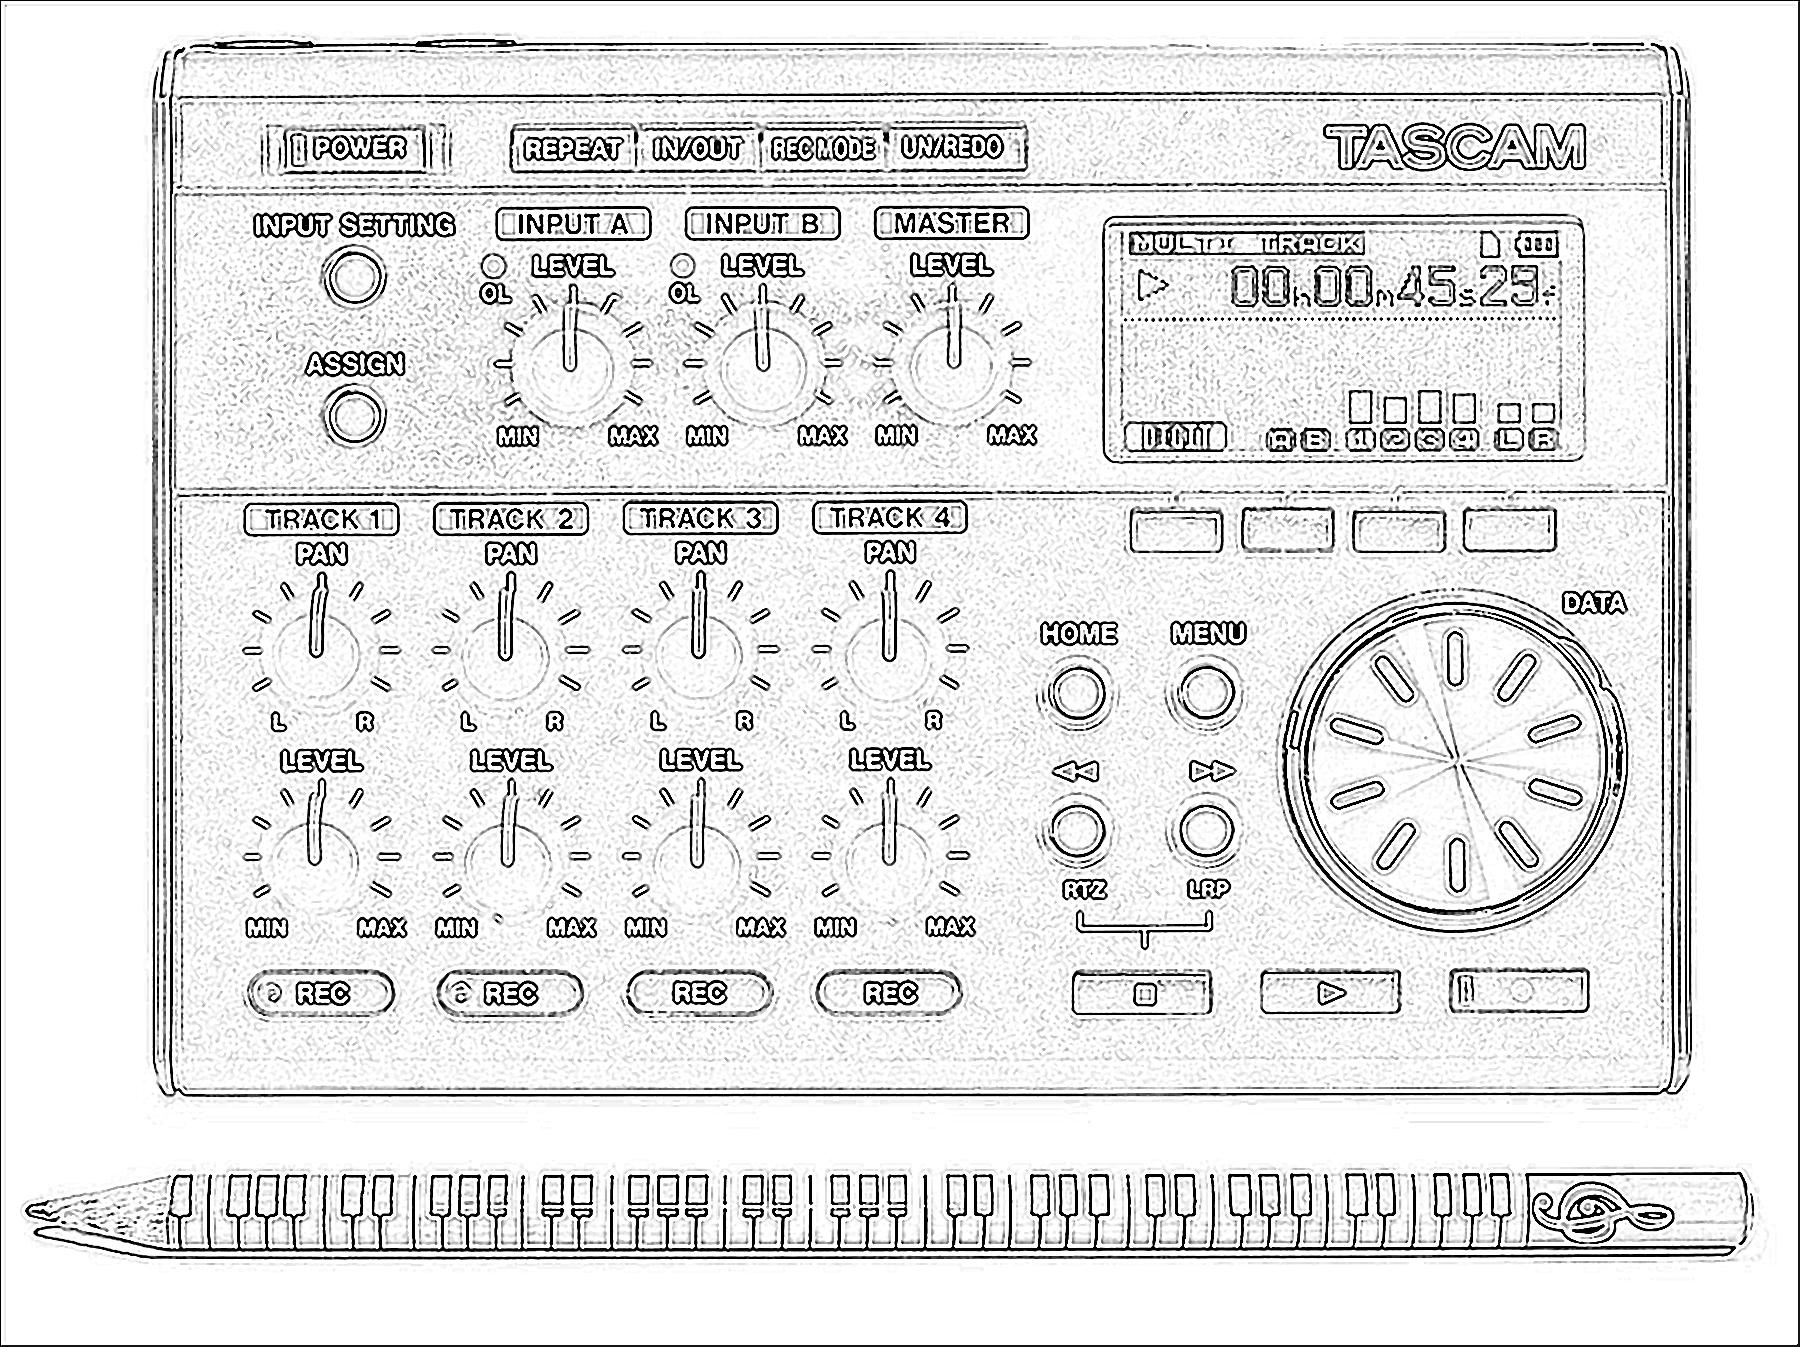 POWER REPEAT IN/OUT REC MODE UN/REDO TASCAM
INPUT SETTING INPUT A INPUT B MASTER
OL LEVEL OL LEVEL LEVEL
MULTI TRACK
00h00m45s29f
ASSIGN
MIN MAX MIN MAX MIN MAX
A B 1 2 3 4 L R
TRACK 1 TRACK 2 TRACK 3 TRACK 4
PAN PAN PAN PAN
DATA
HOME MENU
L R L R L R L R
LEVEL LEVEL LEVEL LEVEL
RTZ LRP
MIN MAX MIN MAX MIN MAX MIN MAX
REC REC REC REC